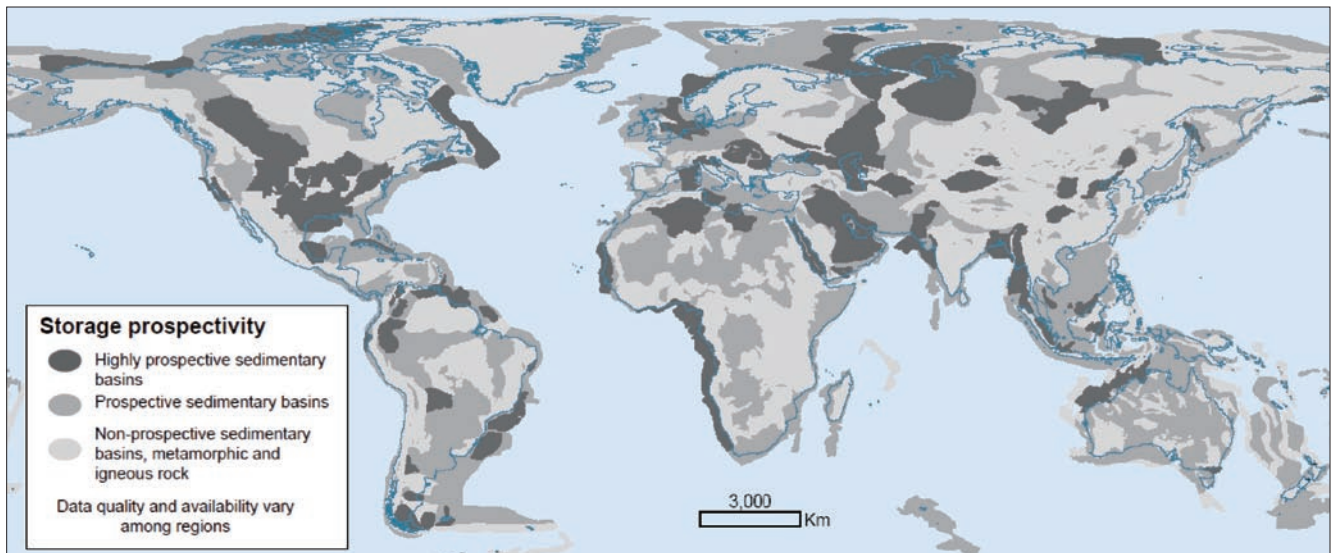 Storage prospectivity
Highly prospective sedimentary
basins
Prospective sedimentary basins
Non-prospective sedimentary
basins, metamorphic and
igneous rock
Data quality and availability vary
among regions
3,000
Km